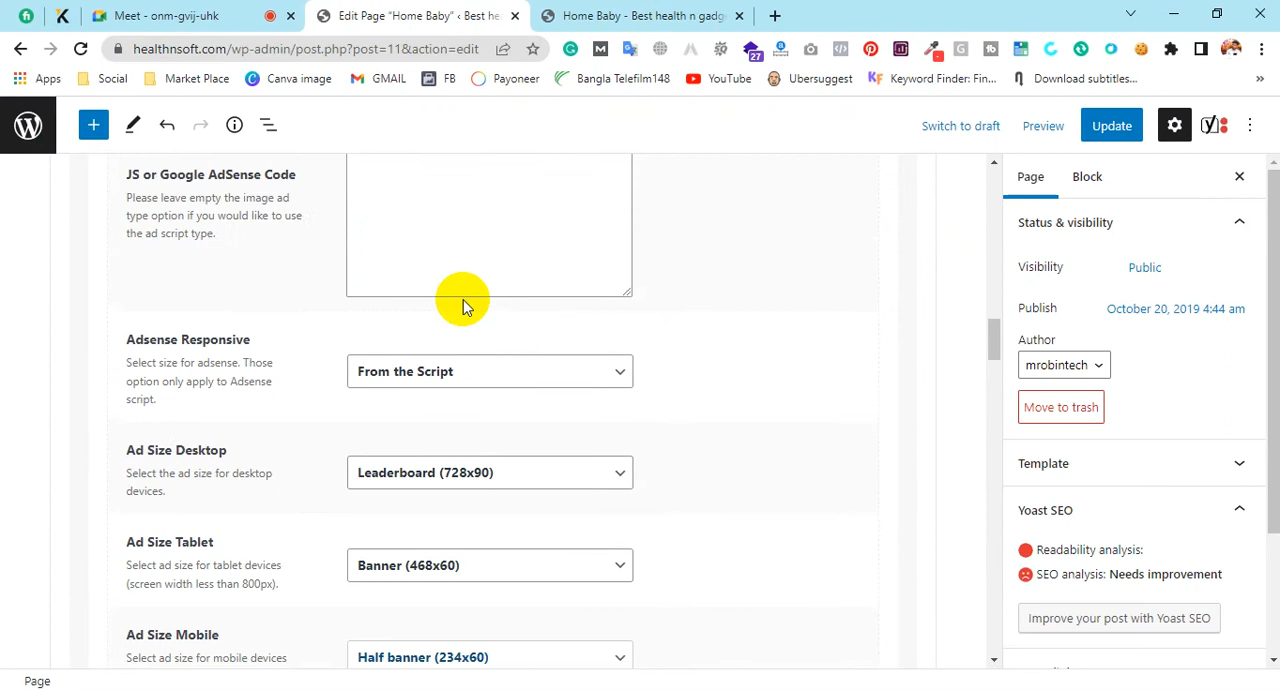 Meet - onm-gvij-uhk
Edit Page "Home Baby" ‹ Best he
Home Baby - Best health n gadg
healthnsoft.com/wp-admin/post.php?post=11&action=edit
27
Apps
Social
Market Place
Canva image
GMAIL
FB
Payoneer
Bangla Telefilm148
YouTube
Ubersuggest
Keyword Finder: Fin...
Download subtitles...
»
Switch to draft
Preview
Update
JS or Google AdSense Code
Please leave empty the image ad
type option if you would like to use
the ad script type.
Adsense Responsive
Select size for adsense. Those
option only apply to Adsense
script.
From the Script
Ad Size Desktop
Select the ad size for desktop
devices.
Leaderboard (728x90)
Ad Size Tablet
Select ad size for tablet devices
(screen width less than 800px).
Banner (468x60)
Ad Size Mobile
Select ad size for mobile devices
Half banner (234x60)
Page
Block
Status & visibility
Visibility
Public
Publish
October 20, 2019 4:44 am
Author
mrobintech
Move to trash
Template
Yoast SEO
Readability analysis:
SEO analysis: Needs improvement
Improve your post with Yoast SEO
Page